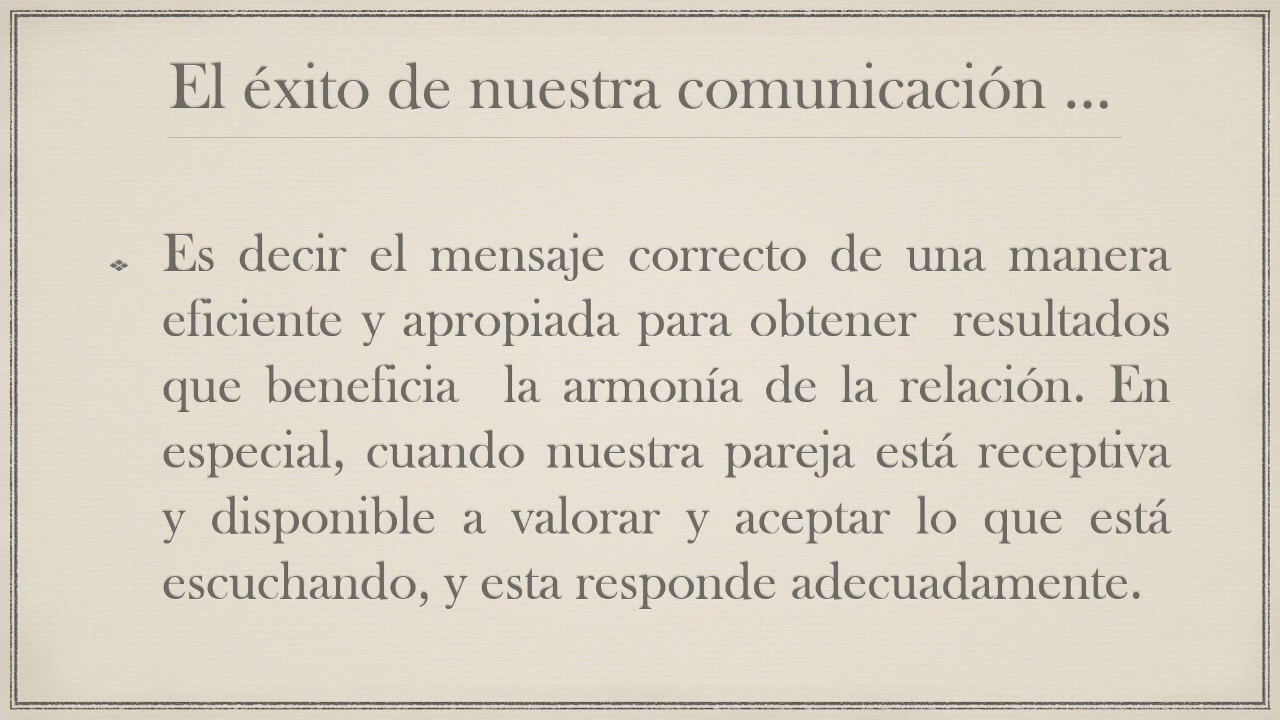 El éxito de nuestra comunicación ...
Es decir el mensaje correcto de una manera
eficiente y apropiada para obtener  resultados
que beneficia  la armonía de la relación. En
especial, cuando nuestra pareja está receptiva
y disponible a valorar y aceptar lo que está
escuchando, y esta responde adecuadamente.